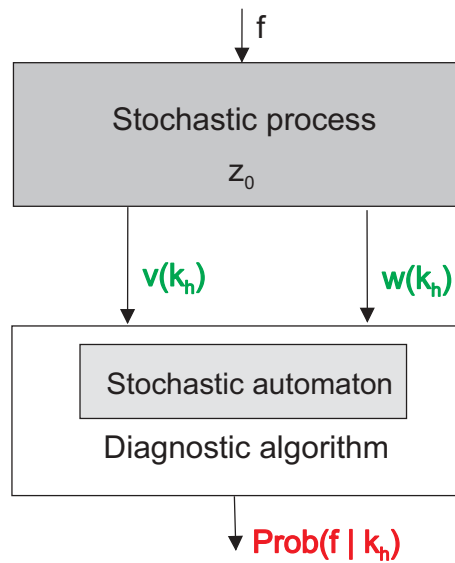 f
Stochastic process
z₀
v(kₕ) w(kₕ)
Stochastic automaton
Diagnostic algorithm
Prob(f | kₕ)